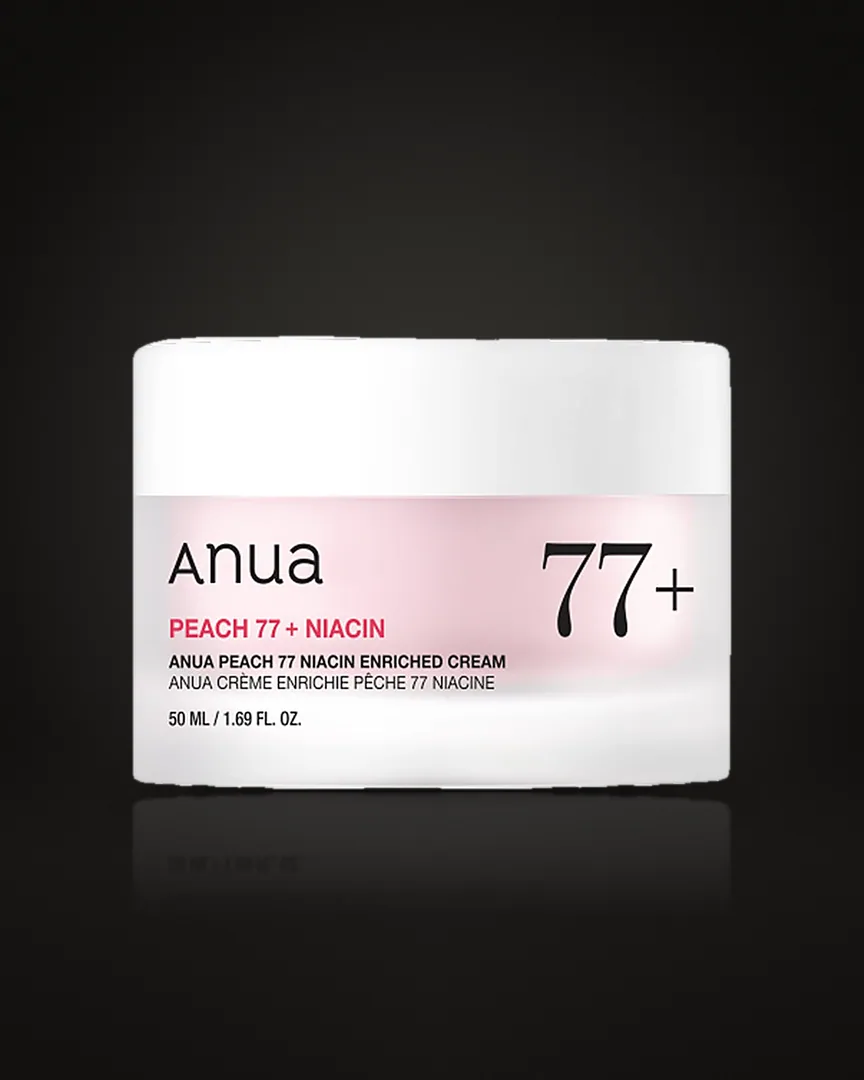 Anua
77+
PEACH 77 + NIACIN
ANUA PEACH 77 NIACIN ENRICHED CREAM
ANUA CRÈME ENRICHIE PÊCHE 77 NIACINE
50 ML / 1.69 FL. OZ.